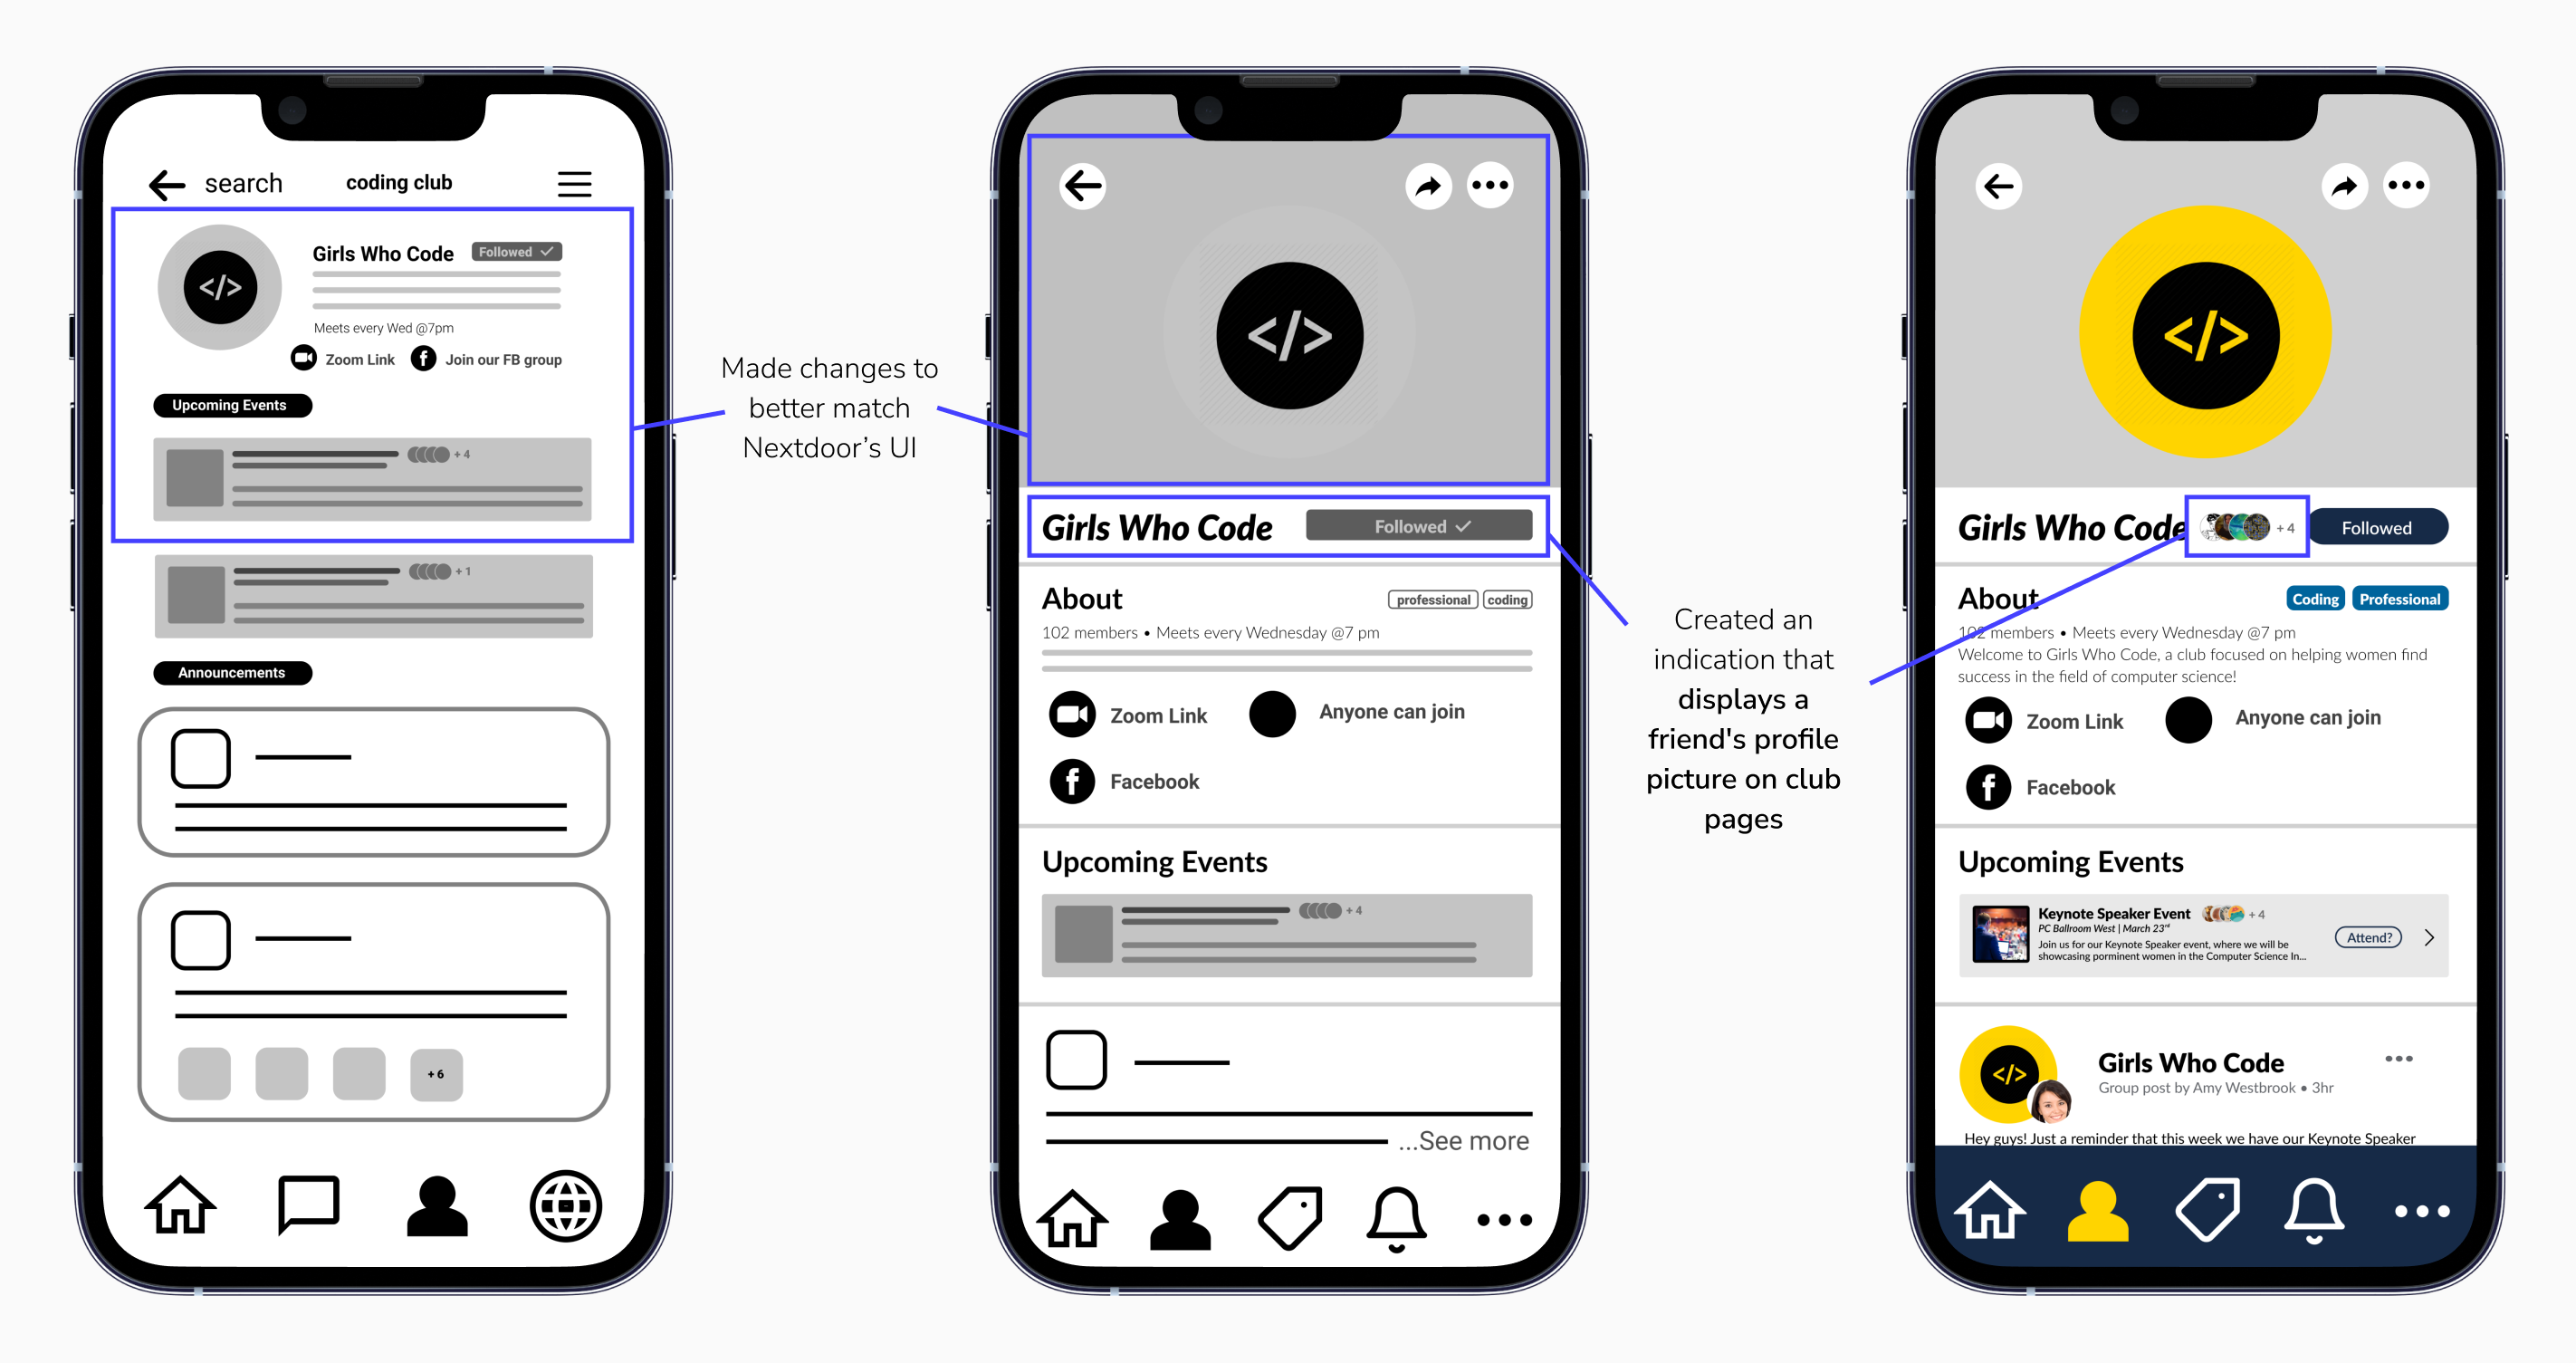 search
coding club
</>
Girls Who Code
Followed
Meets every Wed @7pm
Zoom Link
f
Join our FB group
Upcoming Events
+ 4
+ 1
Announcements
+ 6
Made changes to
better match
Nextdoor’s UI
</>
Girls Who Code
Followed
About
professional
coding
102 members • Meets every Wednesday @7 pm
Zoom Link
Anyone can join
f
Facebook
Upcoming Events
+ 4
...See more
Created an
indication that
displays a
friend's profile
picture on club
pages
</>
Girls Who Code
+ 4
Followed
About
Coding
Professional
102 members • Meets every Wednesday @7 pm
Welcome to Girls Who Code, a club focused on helping women find
success in the field of computer science!
Zoom Link
Anyone can join
f
Facebook
Upcoming Events
Keynote Speaker Event
+ 4
PC Ballroom West | March 23rd
Join us for our Keynote Speaker event, where we will be
showcasing porminent women in the Computer Science In...
Attend?
</>
Girls Who Code
Group post by Amy Westbrook • 3hr
Hey guys! Just a reminder that this week we have our Keynote Speaker